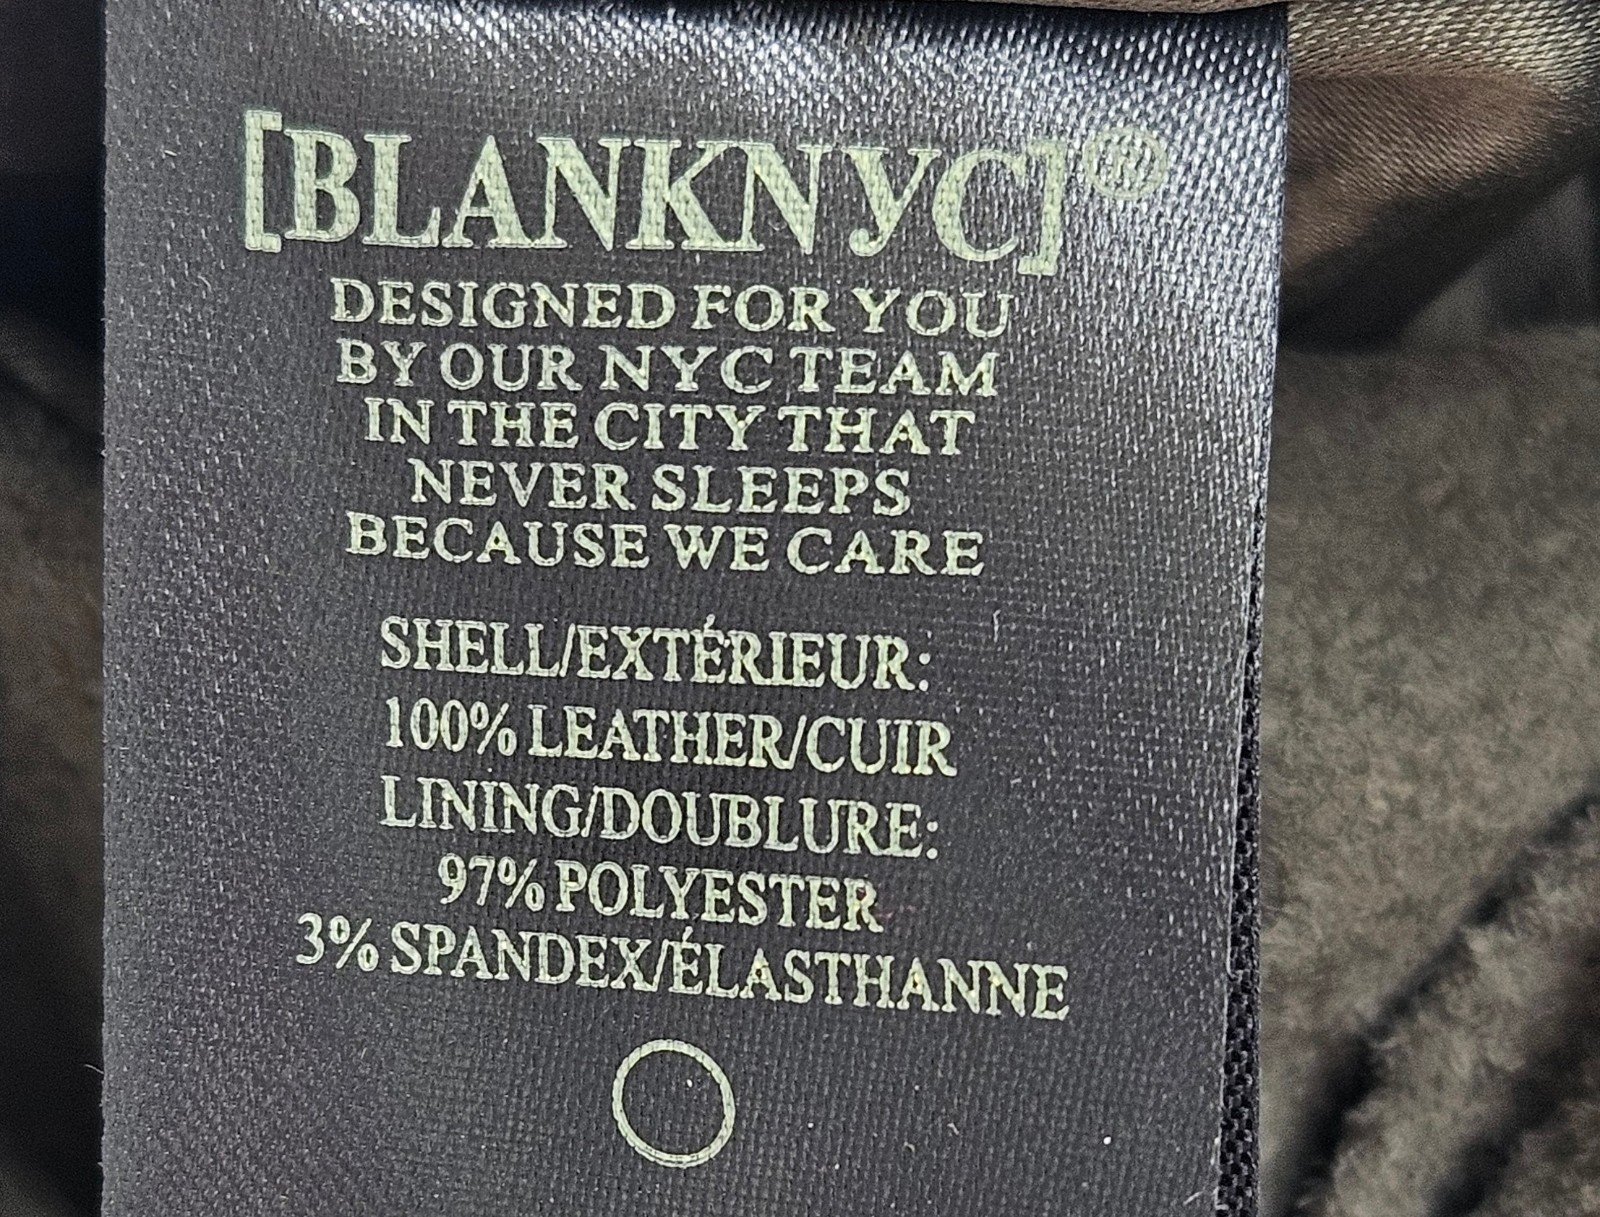 [BLANKNYC]®
DESIGNED FOR YOU
BY OUR NYC TEAM
IN THE CITY THAT
NEVER SLEEPS
BECAUSE WE CARE
SHELL/EXTÉRIEUR:
100% LEATHER/CUIR
LINING/DOUBLURE:
97% POLYESTER
3% SPANDEX/ÉLASTHANNE